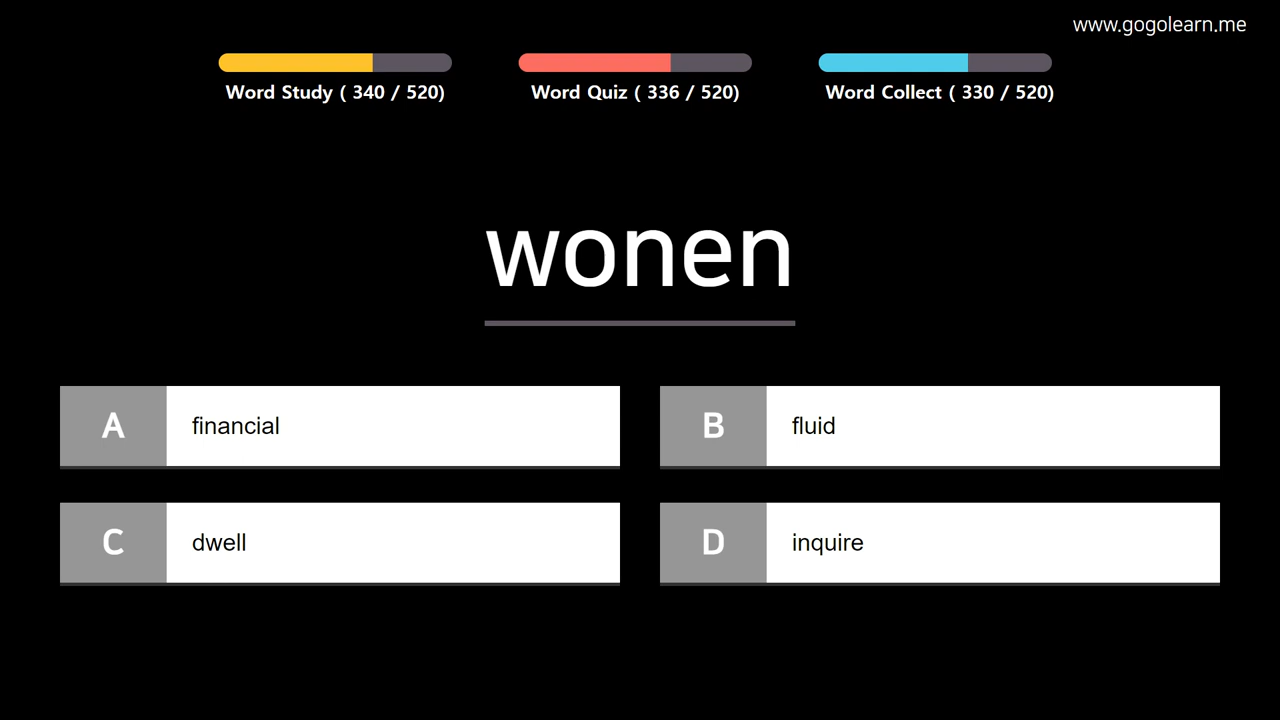 www.gogolearn.me
Word Study ( 340 / 520)
Word Quiz ( 336 / 520)
Word Collect ( 330 / 520)
wonen
A financial
B fluid
C dwell
D inquire